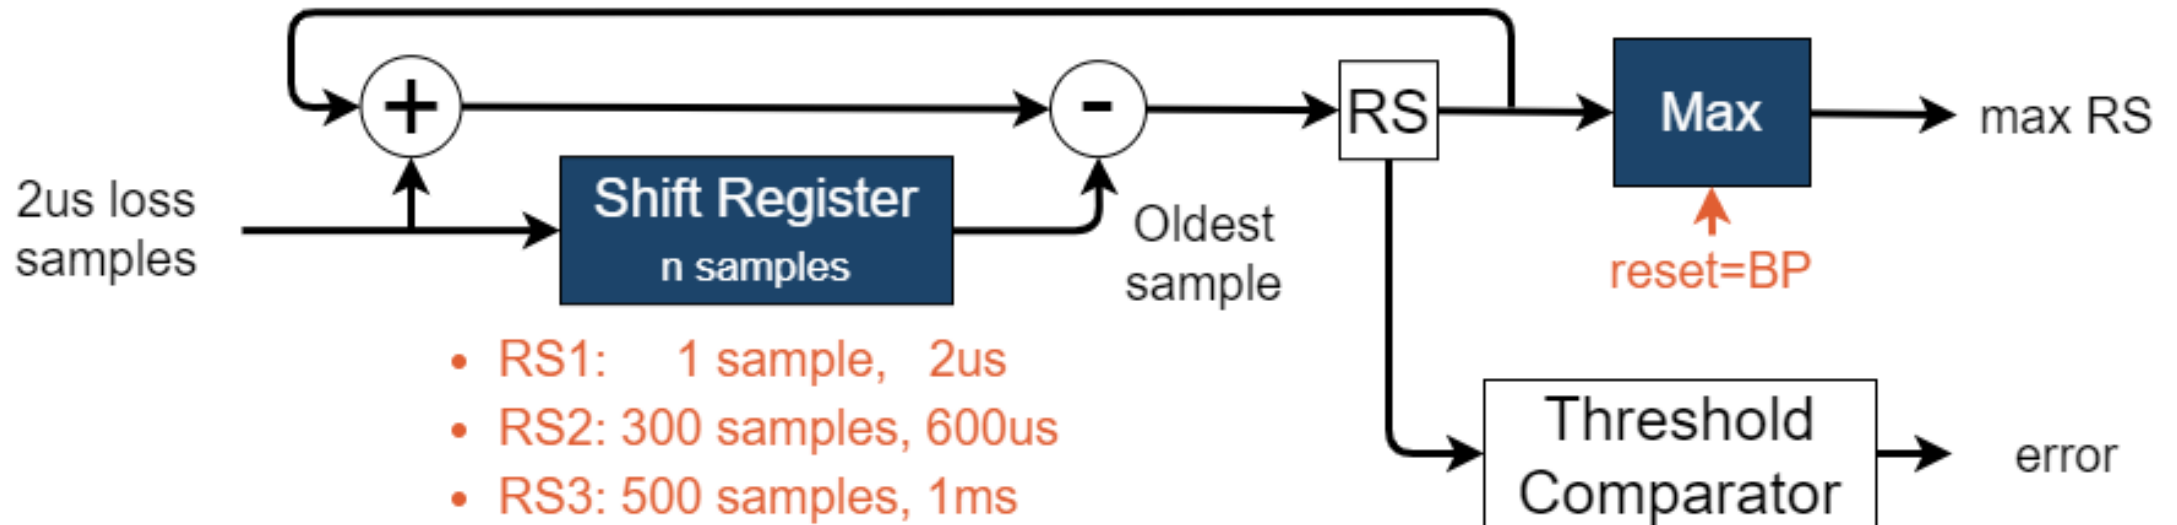 +
-
RS
Max
max RS
2us loss
samples
Shift Register
n samples
Oldest
sample
reset=BP
• RS1: 1 sample, 2us
• RS2: 300 samples, 600us
• RS3: 500 samples, 1ms
Threshold
Comparator
error